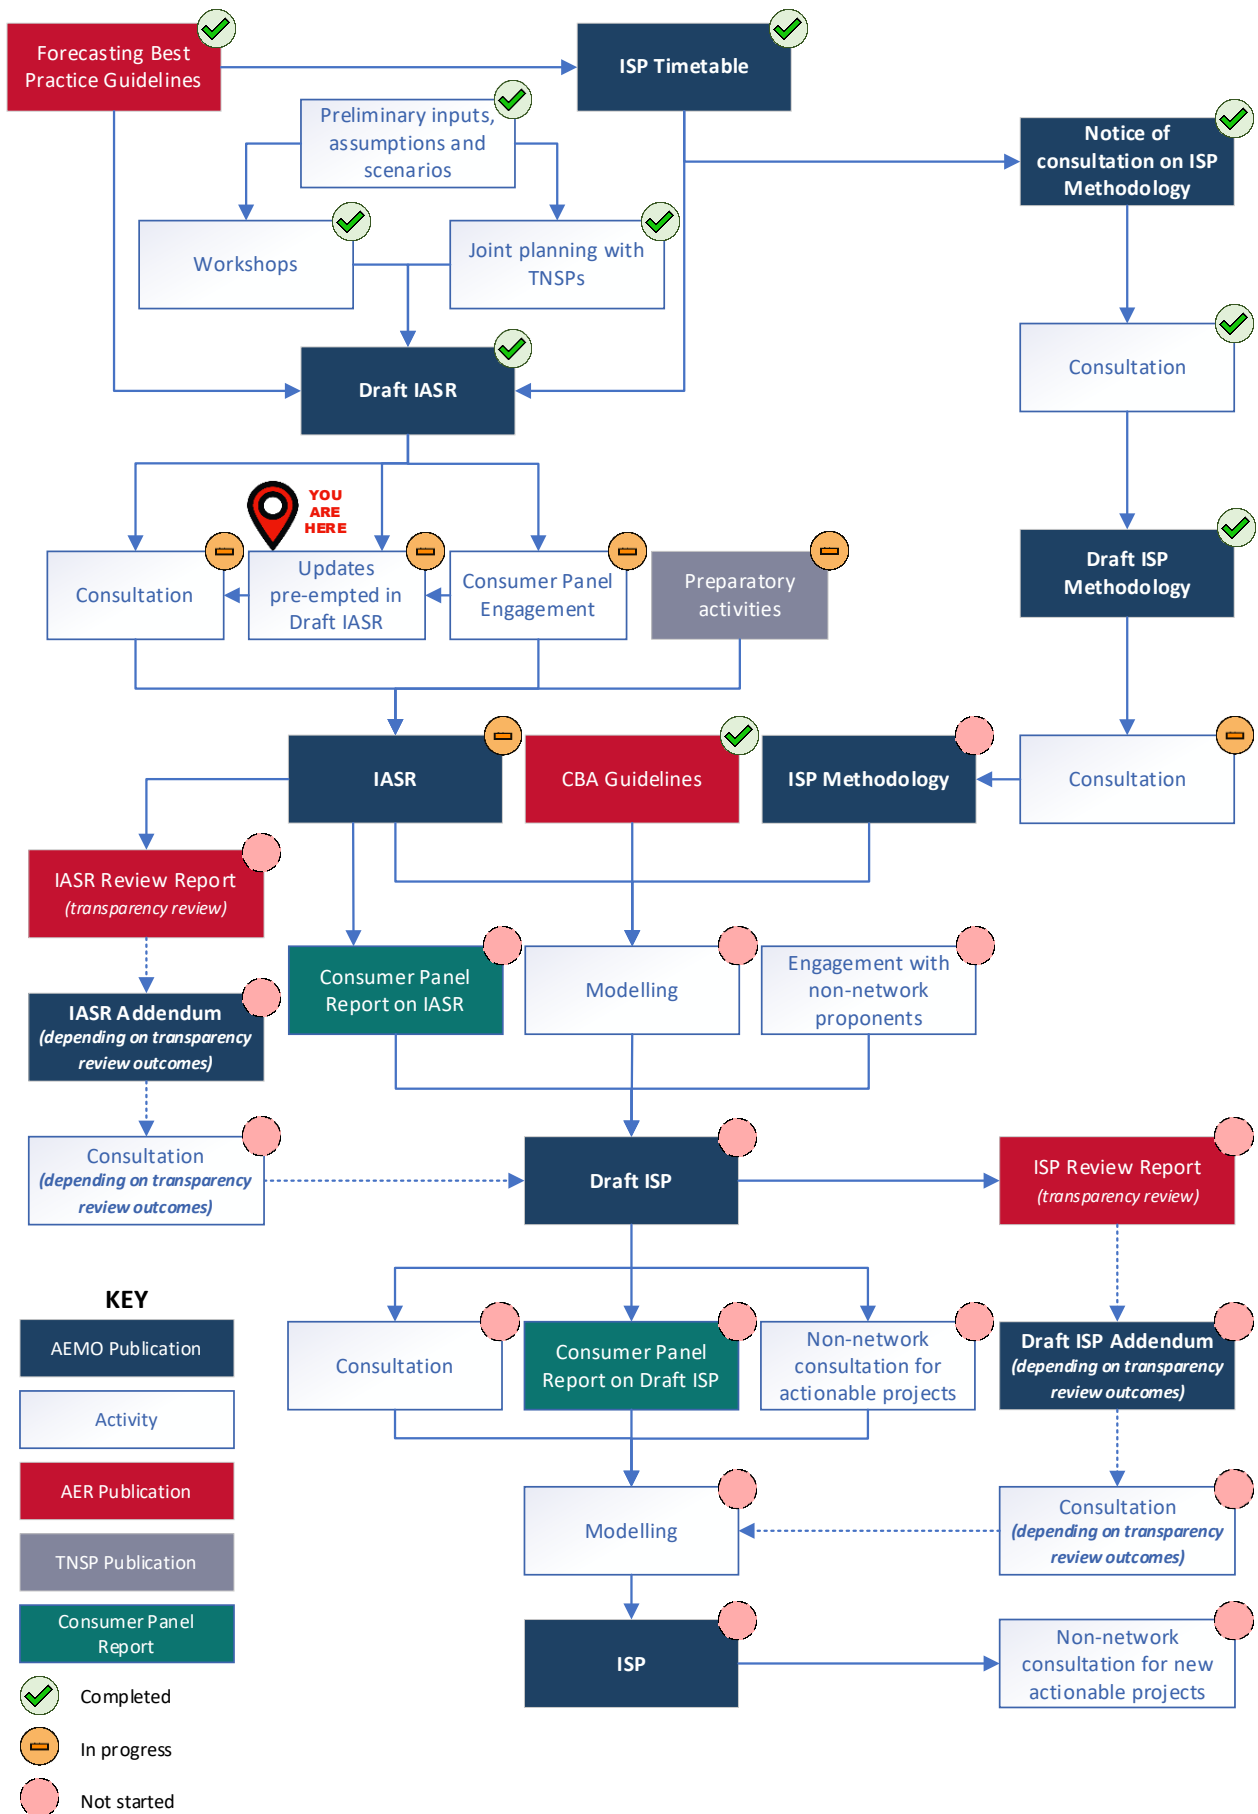 Forecasting Best
Practice Guidelines
ISP Timetable
Preliminary inputs,
assumptions and
scenarios
Notice of
consultation on ISP
Methodology
Workshops
Joint planning with
TNSPs
Consultation
Draft IASR
YOU
ARE
HERE
Consultation
Updates
pre-empted in
Draft IASR
Consumer Panel
Engagement
Preparatory
activities
Draft ISP
Methodology
IASR
CBA Guidelines
ISP Methodology
Consultation
IASR Review Report
(transparency review)
Consumer Panel
Report on IASR
Modelling
Engagement with
non-network
proponents
IASR Addendum
(depending on transparency
review outcomes)
Consultation
(depending on transparency
review outcomes)
Draft ISP
ISP Review Report
(transparency review)
Consultation
Consumer Panel
Report on Draft ISP
Non-network
consultation for
actionable projects
Draft ISP Addendum
(depending on transparency
review outcomes)
Modelling
Consultation
(depending on transparency
review outcomes)
ISP
Non-network
consultation for new
actionable projects
KEY
AEMO Publication
Activity
AER Publication
TNSP Publication
Consumer Panel
Report
Completed
In progress
Not started